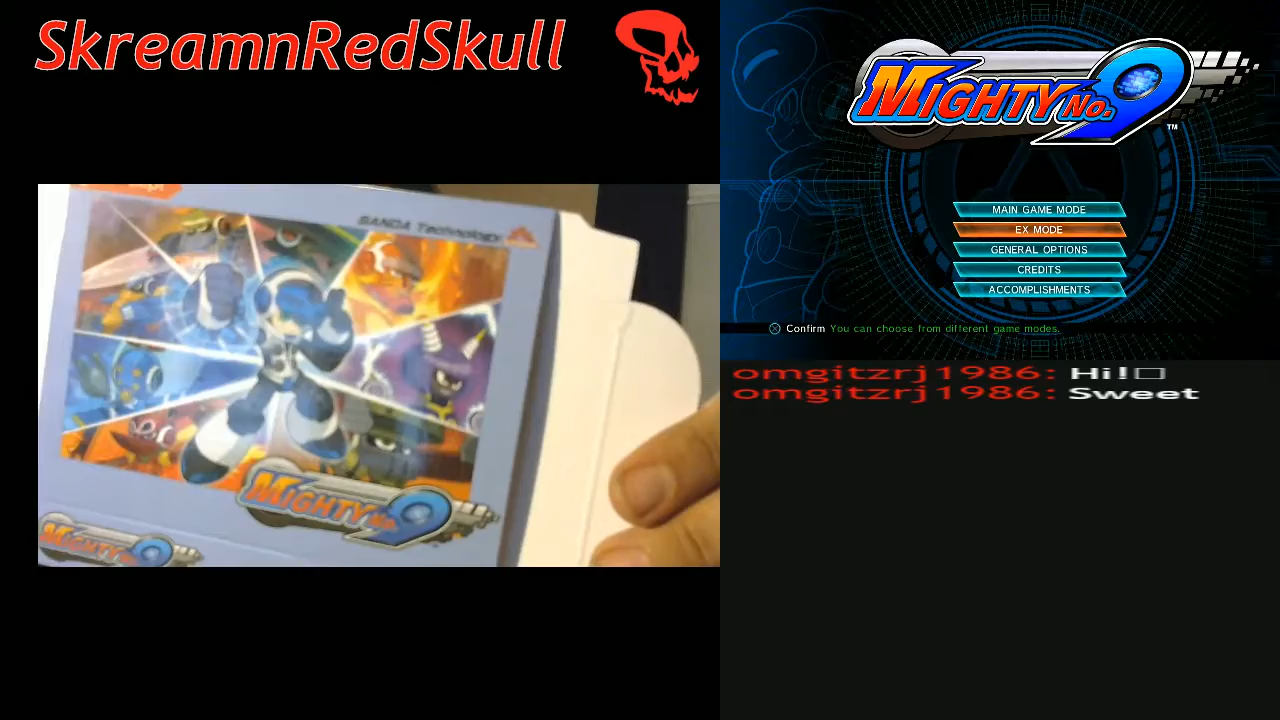 SkreamnRedSkull
SANDA Technology
MIGHTY No. 9
MIGHTY No. 9
MIGHTY No. 9 ™
MAIN GAME MODE
EX MODE
GENERAL OPTIONS
CREDITS
ACCOMPLISHMENTS
Confirm You can choose from different game modes.
omgitzrj1986: Hi!□
omgitzrj1986: Sweet